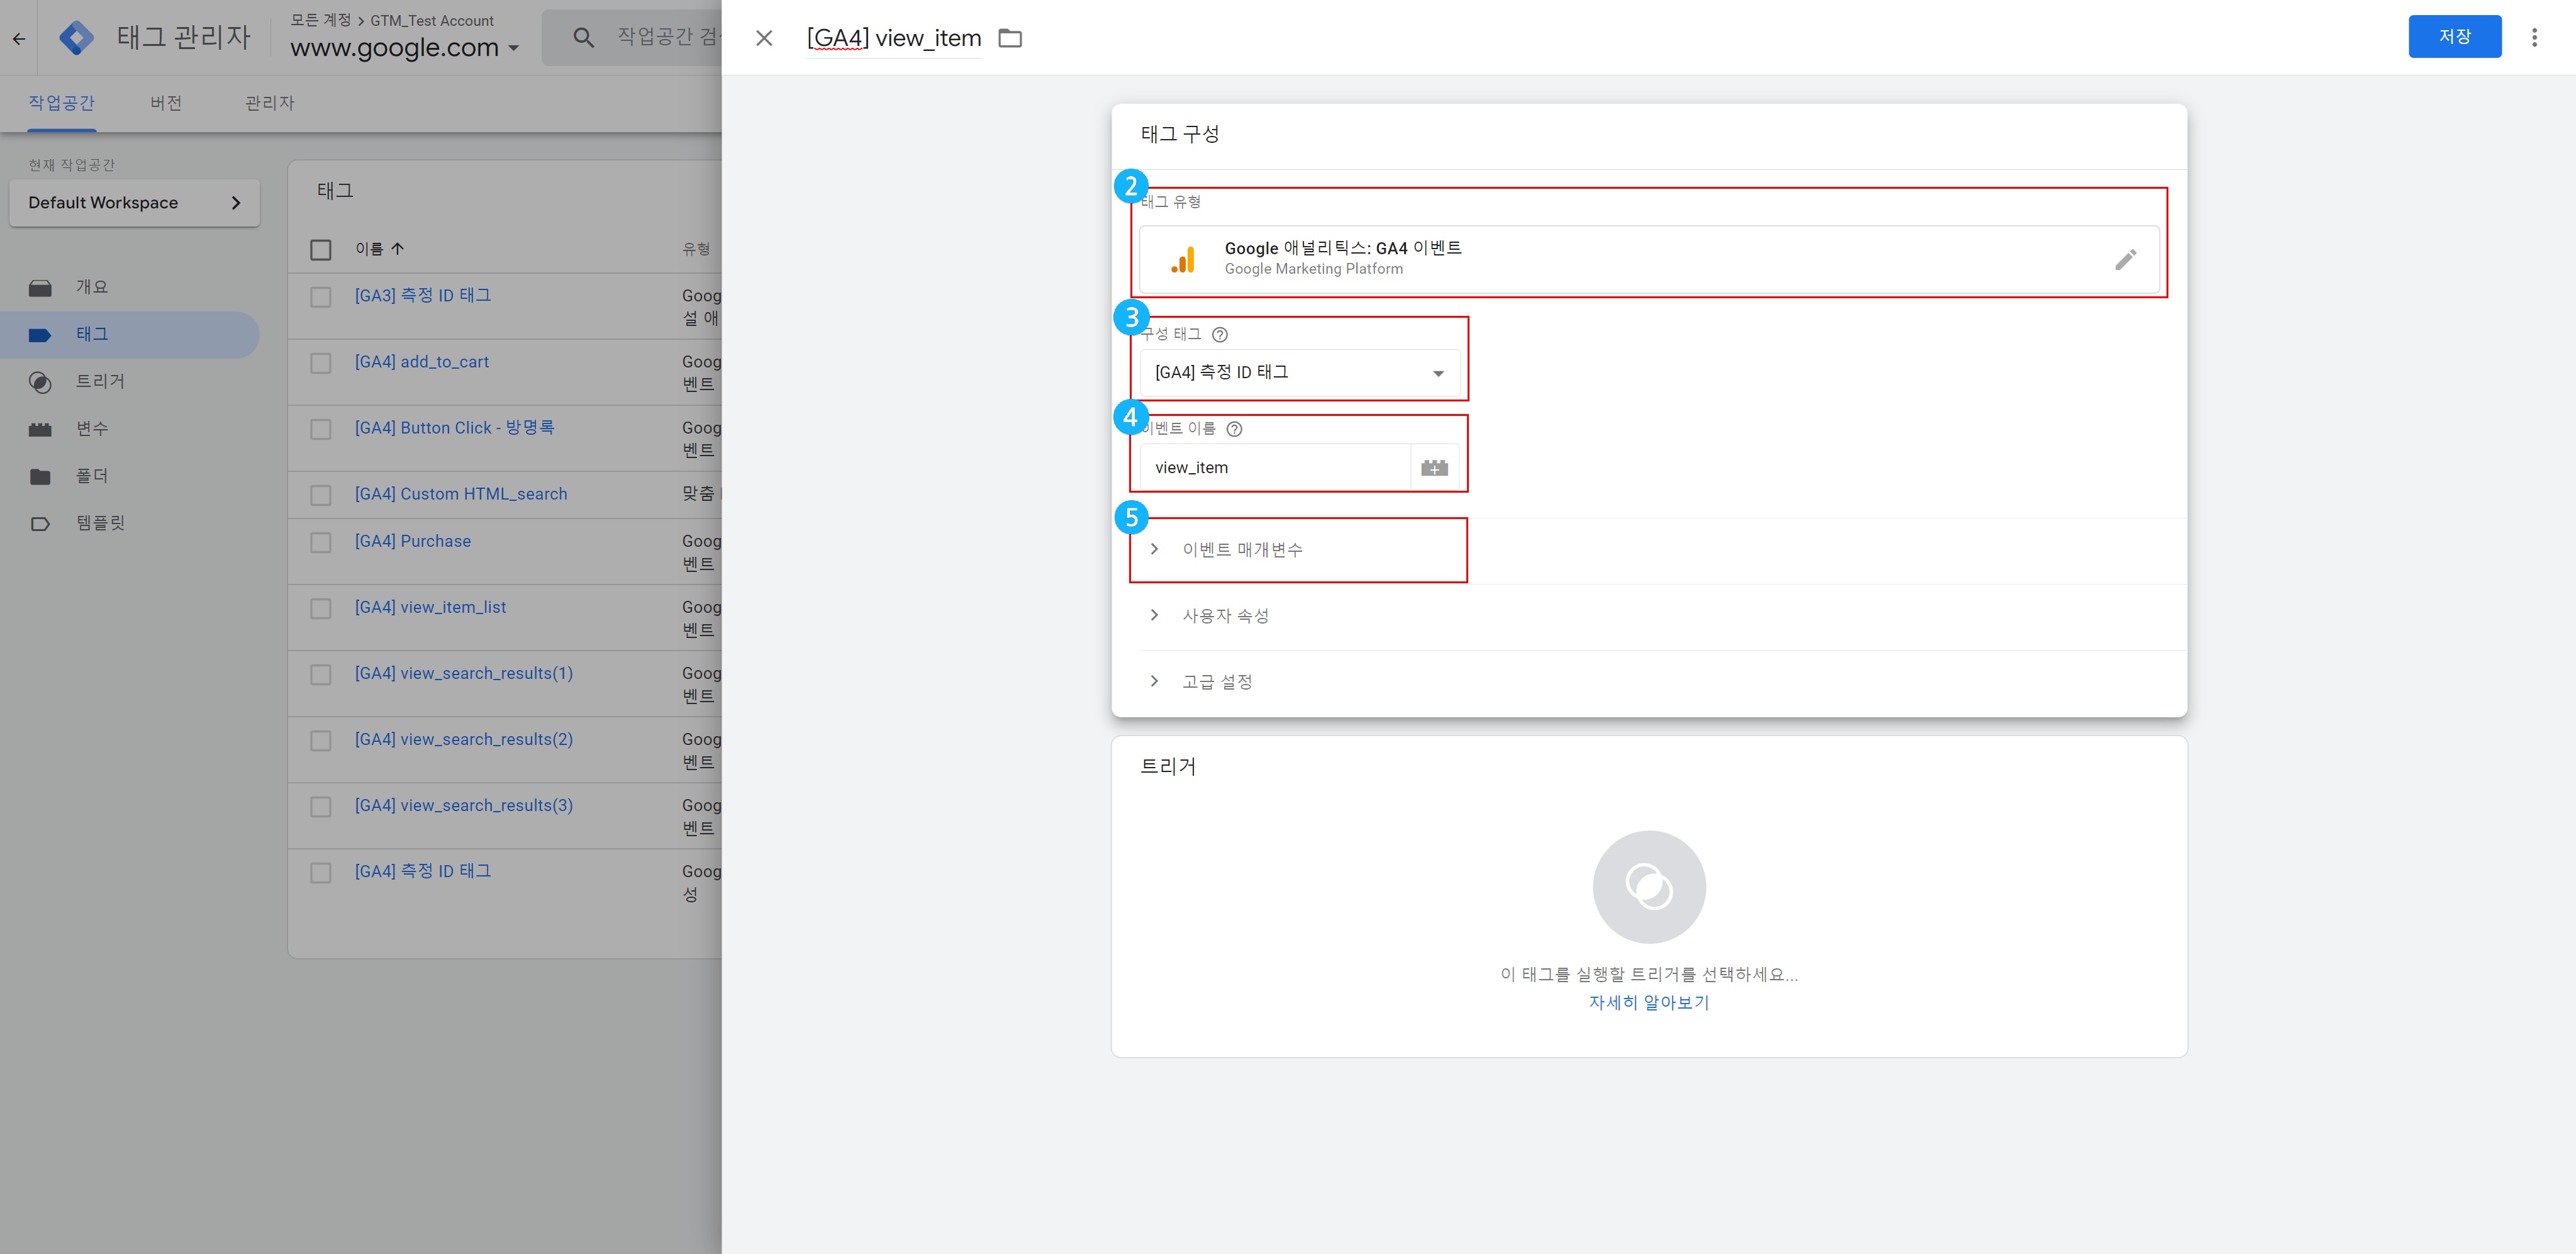 모든 계정 > GTM_Test Account
태그 관리자
www.google.com
작업공간 검
[GA4] view_item
저장
작업공간
버전
관리자
현재 작업공간
Default Workspace
개요
태그
트리거
변수
폴더
템플릿
태그
이름
유형
[GA3] 측정 ID 태그
Goog
설 애
[GA4] add_to_cart
Goog
벤트
[GA4] Button Click - 방명록
Goog
벤트
[GA4] Custom HTML_search
맞춤
[GA4] Purchase
Goog
벤트
[GA4] view_item_list
Goog
벤트
[GA4] view_search_results(1)
Goog
벤트
[GA4] view_search_results(2)
Goog
벤트
[GA4] view_search_results(3)
Goog
벤트
[GA4] 측정 ID 태그
Goog
성
태그 구성
2
태그 유형
Google 애널리틱스: GA4 이벤트
Google Marketing Platform
3
구성 태그
[GA4] 측정 ID 태그
4
이벤트 이름
view_item
5
이벤트 매개변수
사용자 속성
고급 설정
트리거
이 태그를 실행할 트리거를 선택하세요...
자세히 알아보기